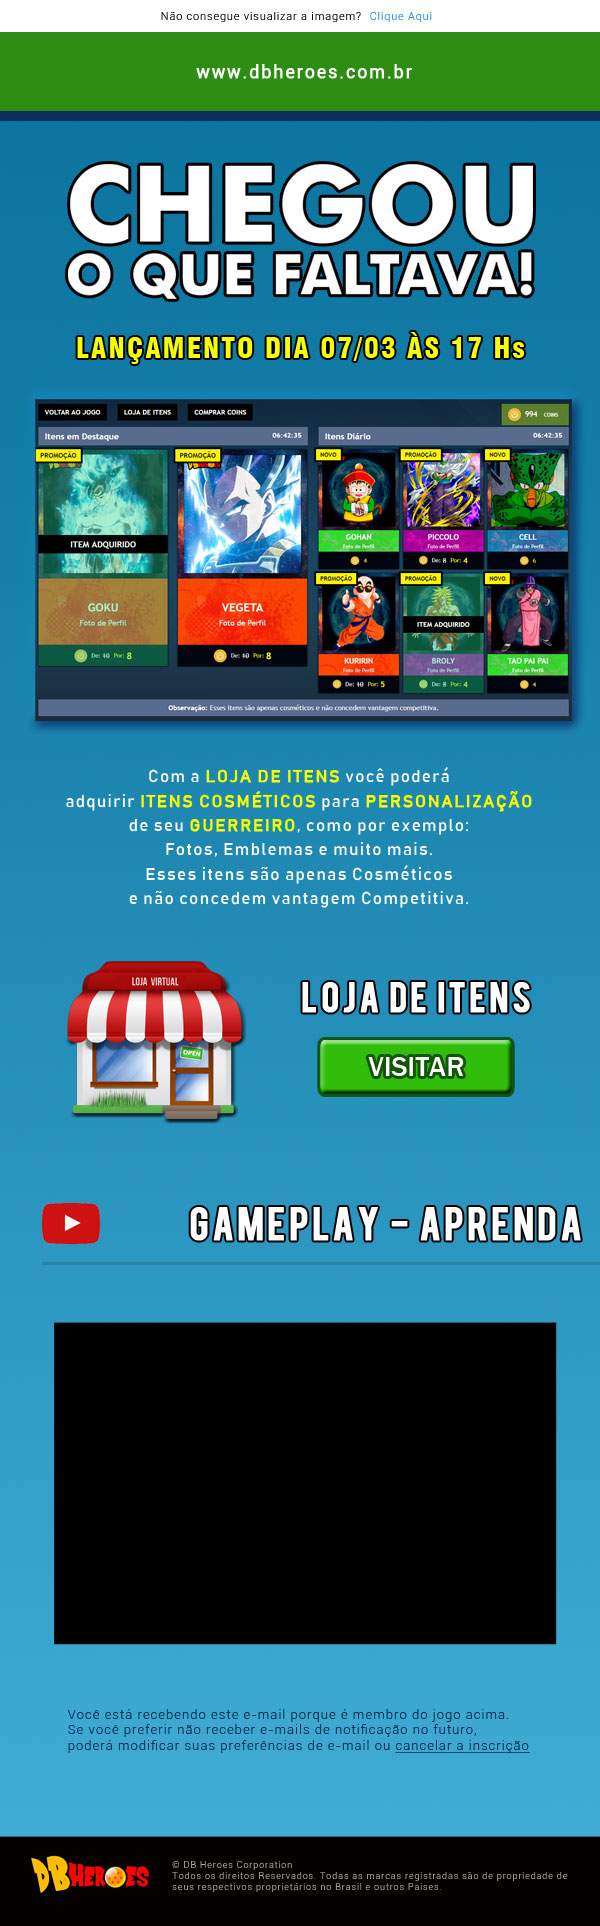 Não consegue visualizar a imagem? Clique Aqui
www.dbheroes.com.br
CHEGOU
O QUE FALTAVA!
LANÇAMENTO DIA 07/03 ÀS 17 Hs
VOLTAR AO JOGO LOJA DE ITENS COMPRAR COINS 994 COINS
Itens em Destaque 06:42:35 Itens Diário 06:42:35
PROMOÇÃO PROMOÇÃO NOVO PROMOÇÃO NOVO
ITEM ADQUIRIDO
GOHAN PICCOLO CELL
Foto de Perfil Foto de Perfil Foto de Perfil
4 De: 8 Por: 4 6
PROMOÇÃO PROMOÇÃO NOVO
GOKU VEGETA
Foto de Perfil Foto de Perfil
ITEM ADQUIRIDO
De: 10 Por: 8 De: 10 Por: 8
KURIRIN BROLY TAO PAI PAI
Foto de Perfil Foto de Perfil Foto de Perfil
De: 10 Por: 5 De: 8 Por: 4 4
Observação: Esses itens são apenas cosméticos e não concedem vantagem competitiva.
Com a LOJA DE ITENS você poderá
adquirir ITENS COSMÉTICOS para PERSONALIZAÇÃO
de seu GUERREIRO, como por exemplo:
Fotos, Emblemas e muito mais.
Esses itens são apenas Cosméticos
e não concedem vantagem Competitiva.
LOJA VIRTUAL
OPEN
LOJA DE ITENS
VISITAR
GAMEPLAY - APRENDA
Você está recebendo este e-mail porque é membro do jogo acima.
Se você preferir não receber e-mails de notificação no futuro,
poderá modificar suas preferências de e-mail ou cancelar a inscrição
DB HEROES
© DB Heroes Corporation
Todos os direitos Reservados. Todas as marcas registradas são de propriedade de
seus respectivos proprietários no Brasil e outros Países.